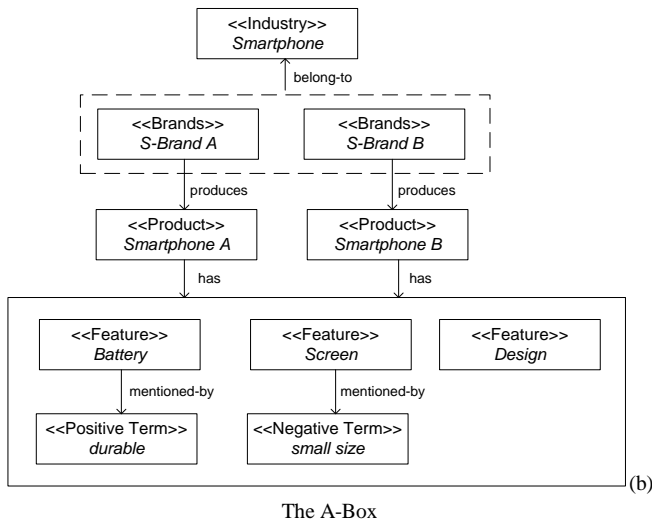 <<Industry>>
Smartphone
belong-to
<<Brands>>
S-Brand A
<<Brands>>
S-Brand B
produces
produces
<<Product>>
Smartphone A
<<Product>>
Smartphone B
has
has
<<Feature>>
Battery
<<Feature>>
Screen
<<Feature>>
Design
mentioned-by
mentioned-by
<<Positive Term>>
durable
<<Negative Term>>
small size
(b)
The A-Box